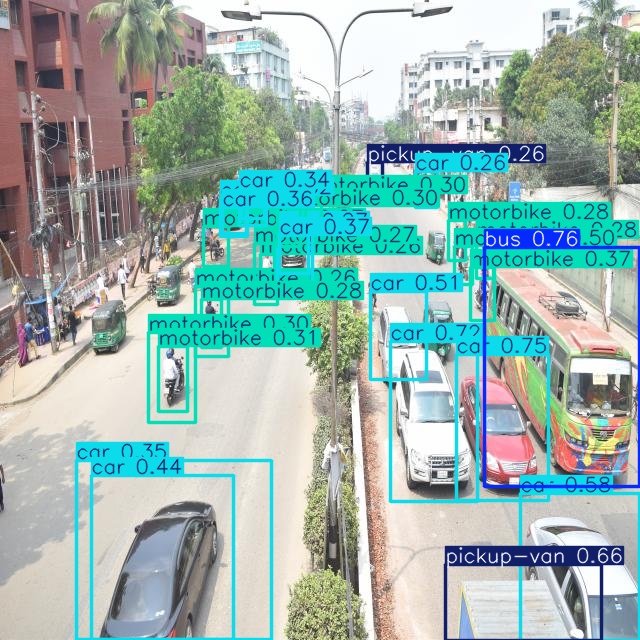 pickup-van 0.26
car 0.26
car 0.34
motorbike 0.30
car 0.36
motorbike 0.30
motorbike 0.28
car 0.37
motorbike 0.27
bus 0.76
motorbike 0.26
motorbike 0.37
motorbike 0.26
car 0.51
motorbike 0.28
motorbike 0.30
car 0.72
motorbike 0.31
car 0.75
car 0.35
car 0.44
car 0.58
pickup-van 0.66